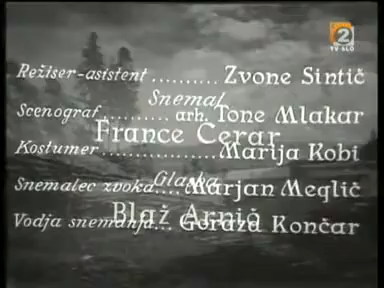 2
TV SLO
Režiser-asistent .......... Zvone Sintič
Snemal
Scenograf .......... arh. Tone Mlakar
France Cerar
Kostumer ................. Marija Kobi
Glasba
Snemalec zvoka .... Marjan Meglič
Blaž Arnič
Vodja snemanja ... Gorazd Končar